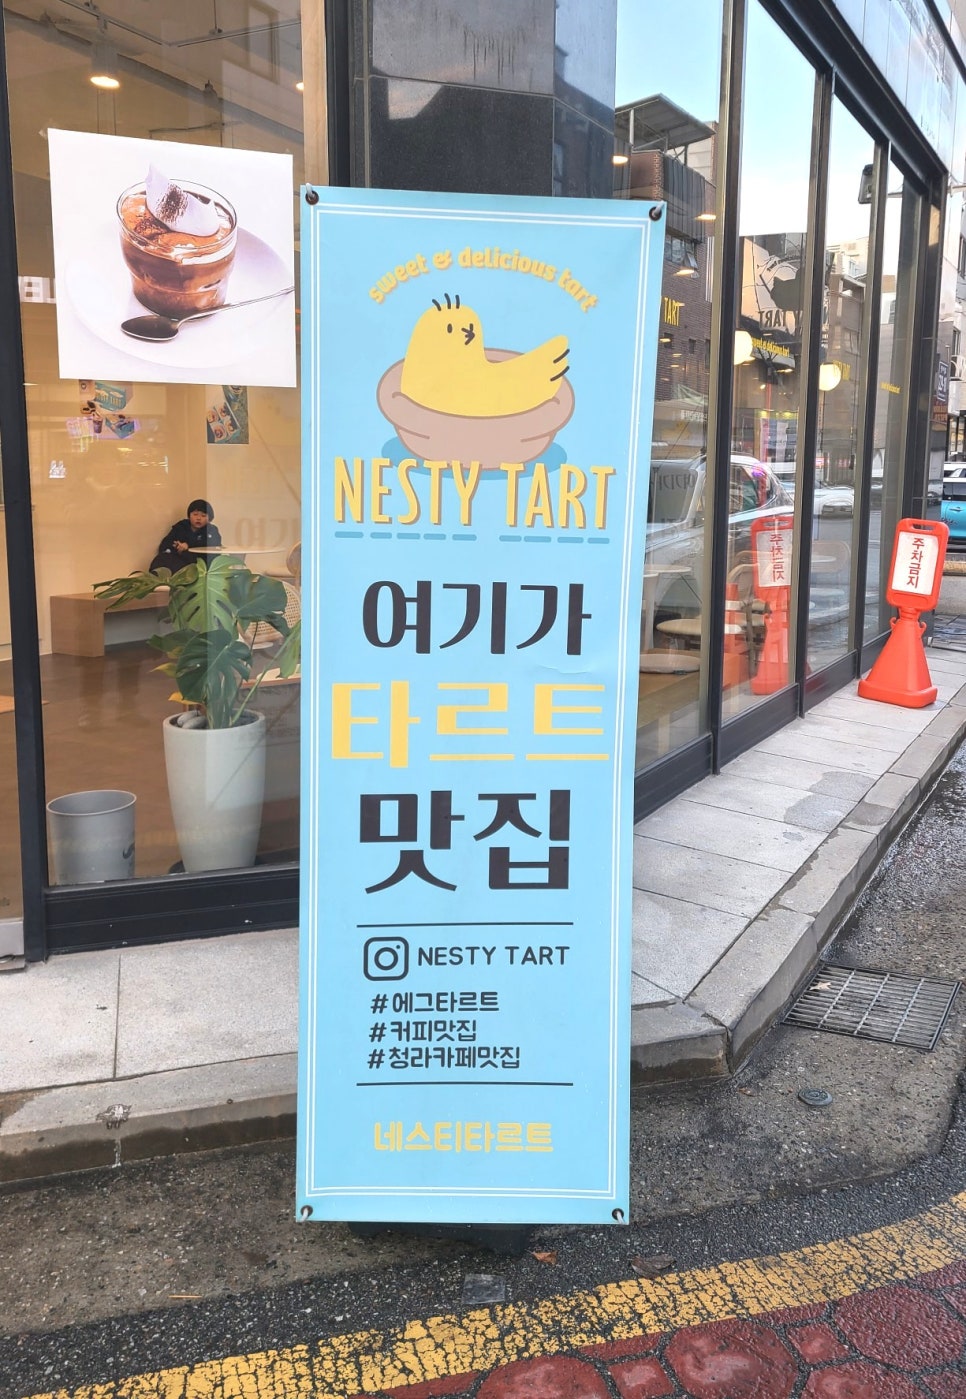 sweet & delicious tart
NESTY TART
여기가
타르트
맛집
NESTY TART
#에그타르트
#커피맛집
#청라카페맛집
네스티타르트
주차금지
TART